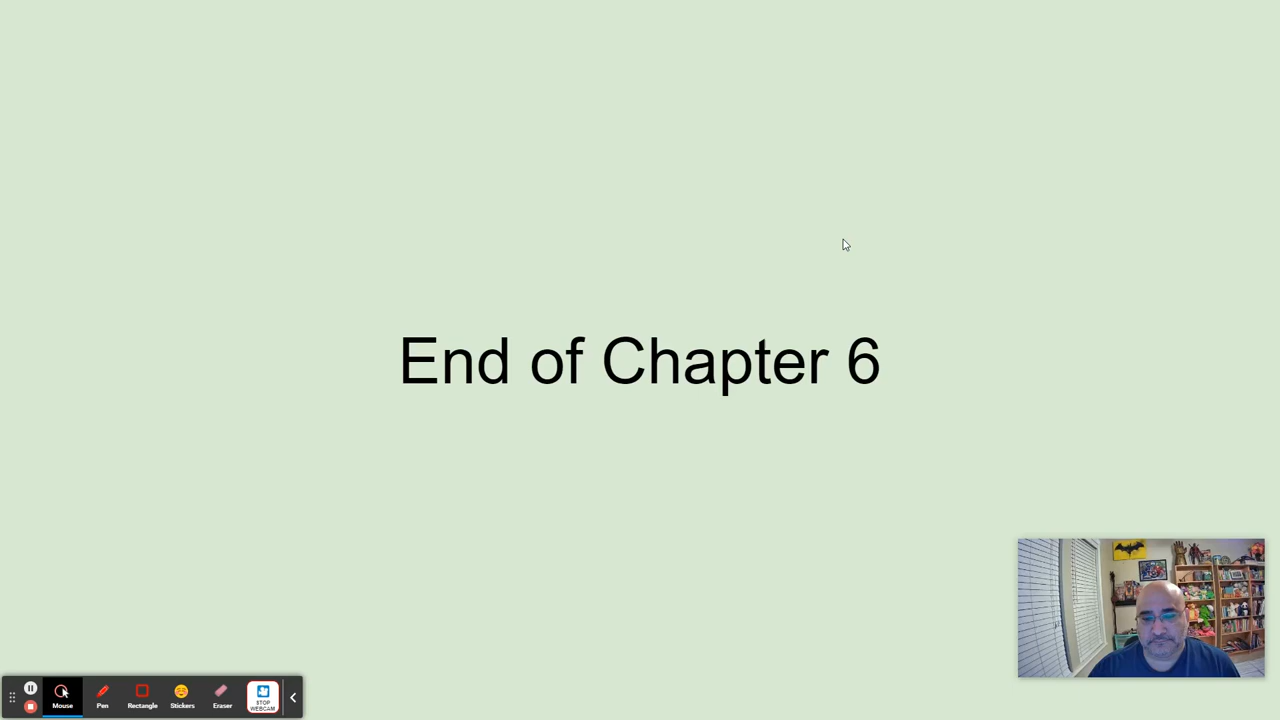 End of Chapter 6
Mouse
Pen
Rectangle
Stickers
Eraser
STOP
WEBCAM